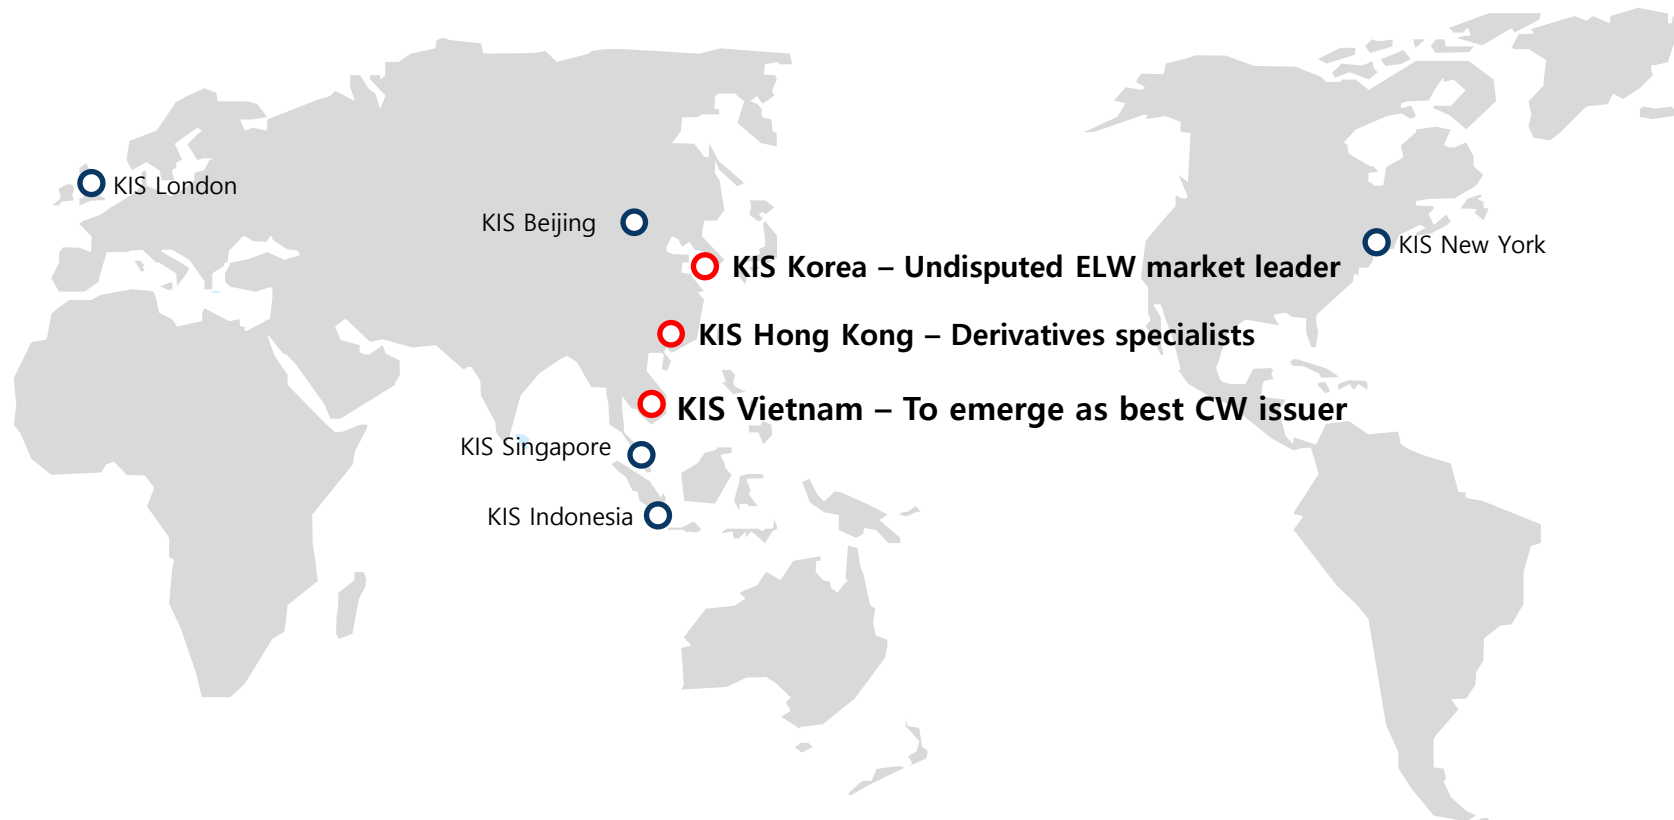 KIS London
KIS Beijing
KIS New York
KIS Korea – Undisputed ELW market leader
KIS Hong Kong – Derivatives specialists
KIS Vietnam – To emerge as best CW issuer
KIS Singapore
KIS Indonesia